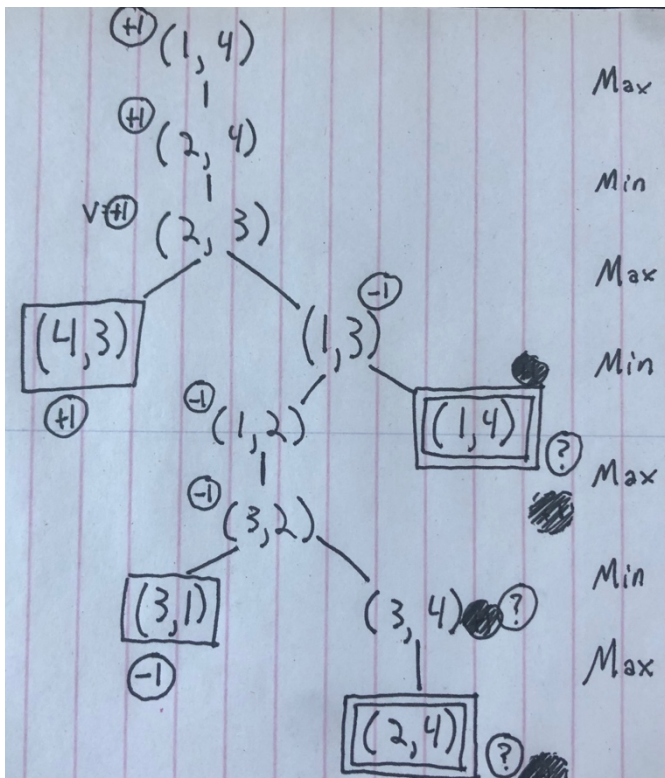 +1 (1, 4)
Max
+1 (2, 4)
Min
V=+1 (2, 3)
Max
(4,3) +1
(1,3) -1
Min
-1 (1,2)
(1,4) ?
Max
-1 (3,2)
Min
(3,1) -1
(3,4) ?
Max
(2,4) ?